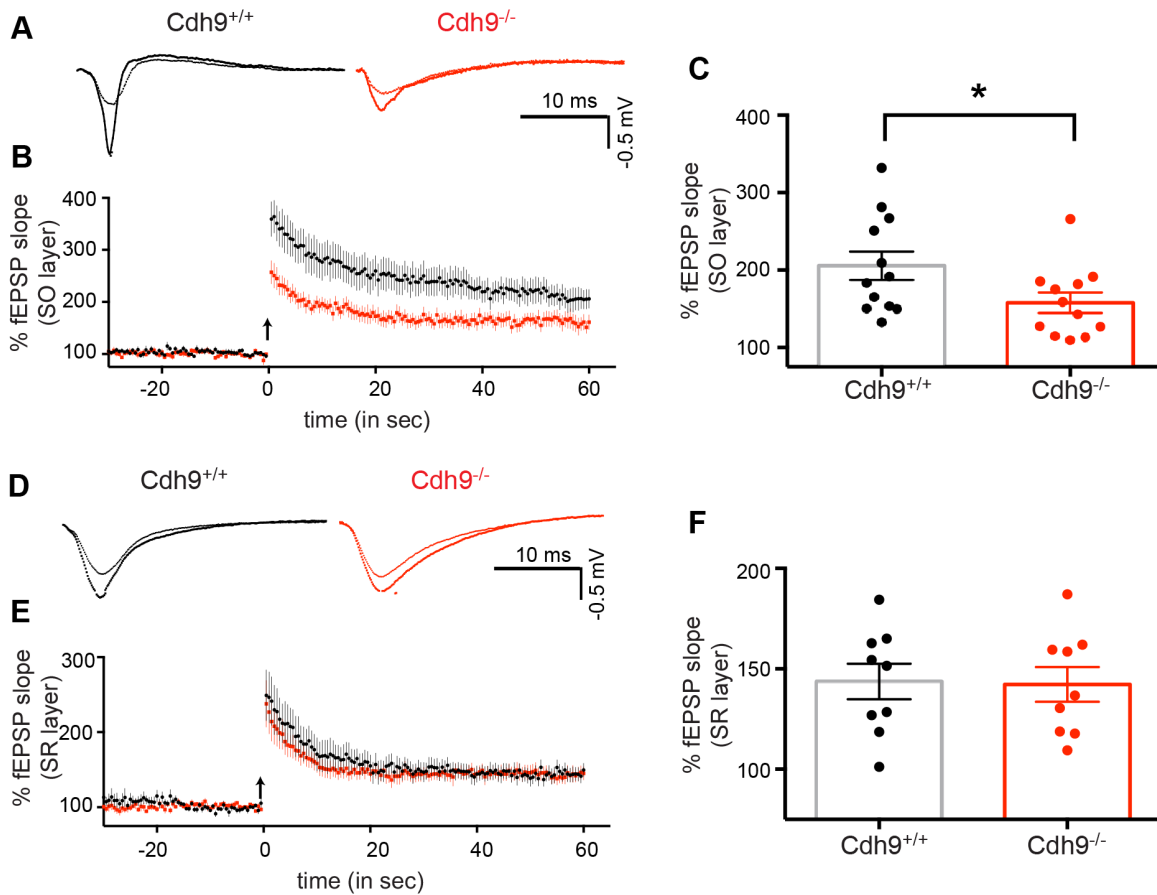 A
Cdh9+/+
Cdh9-/-
10 ms
-0.5 mV
B
% fEPSP slope
(SO layer)
400
300
200
100
-20
0
20
40
60
time (in sec)
C
*
% fEPSP slope
(SO layer)
400
300
200
100
Cdh9+/+
Cdh9-/-
D
Cdh9+/+
Cdh9-/-
10 ms
-0.5 mV
E
% fEPSP slope
(SR layer)
300
200
100
-20
0
20
40
60
time (in sec)
F
% fEPSP slope
(SR layer)
200
150
100
Cdh9+/+
Cdh9-/-